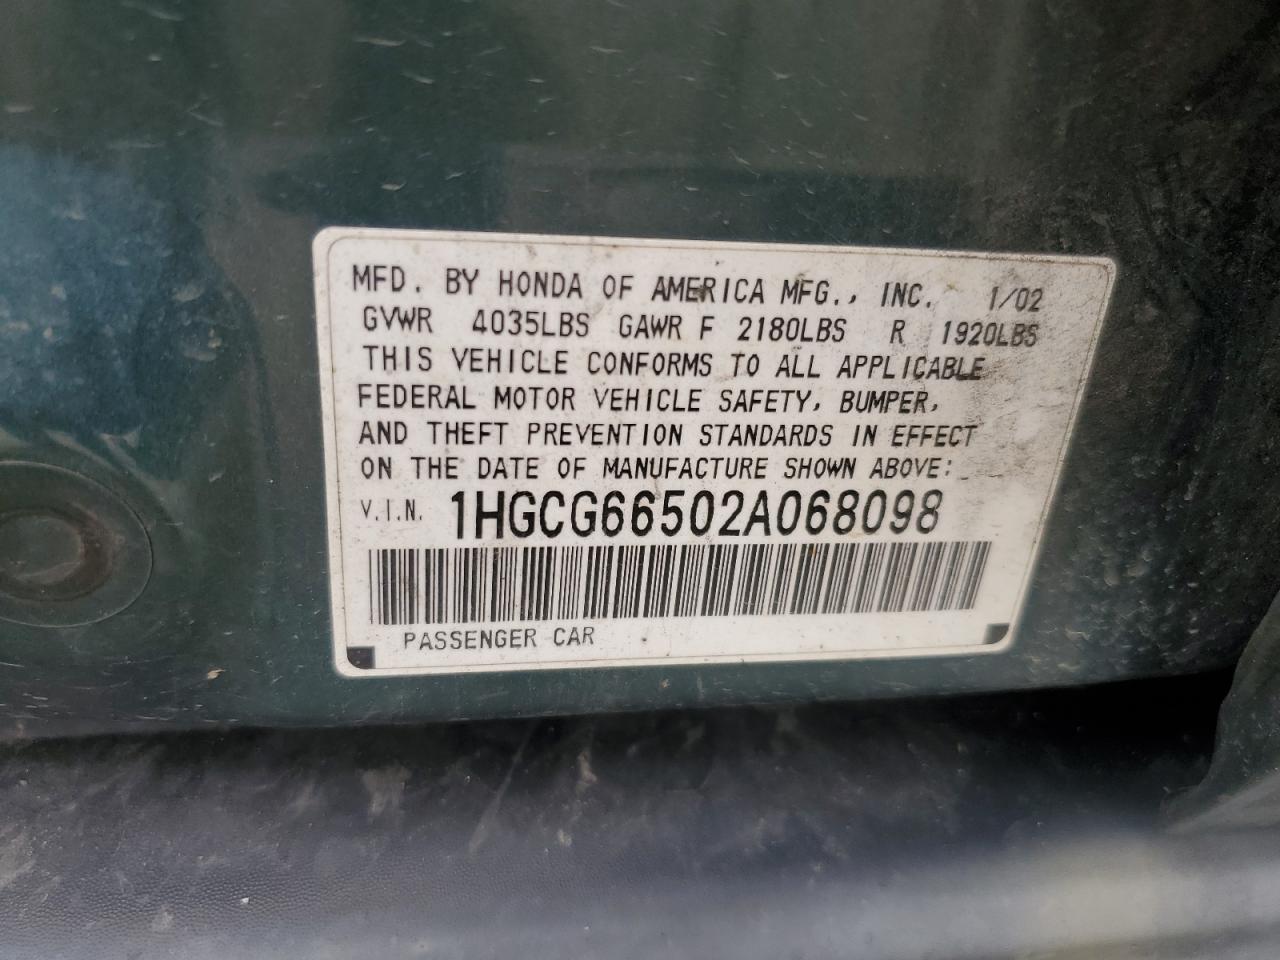 MFD. BY HONDA OF AMERICA MFG., INC. 1/02
GVWR 4035LBS GAWR F 2180LBS R 1920LBS
THIS VEHICLE CONFORMS TO ALL APPLICABLE
FEDERAL MOTOR VEHICLE SAFETY, BUMPER,
AND THEFT PREVENTION STANDARDS IN EFFECT
ON THE DATE OF MANUFACTURE SHOWN ABOVE:
V.I.N. 1HGCG66502A068098
PASSENGER CAR